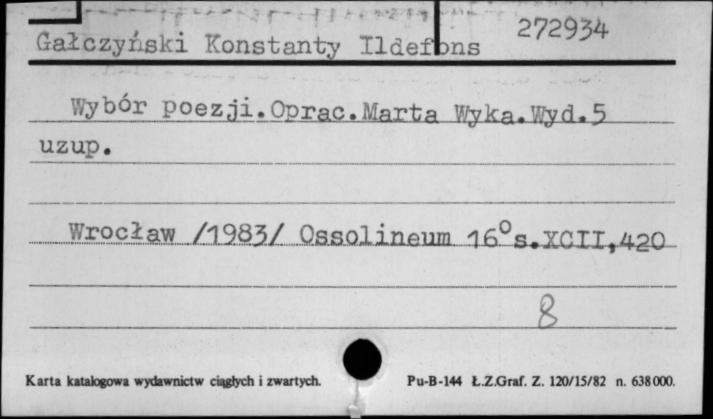 272934
Gałczyński Konstanty Ildefons
Wybór poezji.Oprac.Marta Wyka.Wyd.5
uzup.
Wrocław /1983/ Ossolineum 16° s.XCII,420
8
Karta katalogowa wydawnictw ciągłych i zwartych. Pu-B-144 Ł.Z.Graf. Z. 120/15/82 n. 638000.